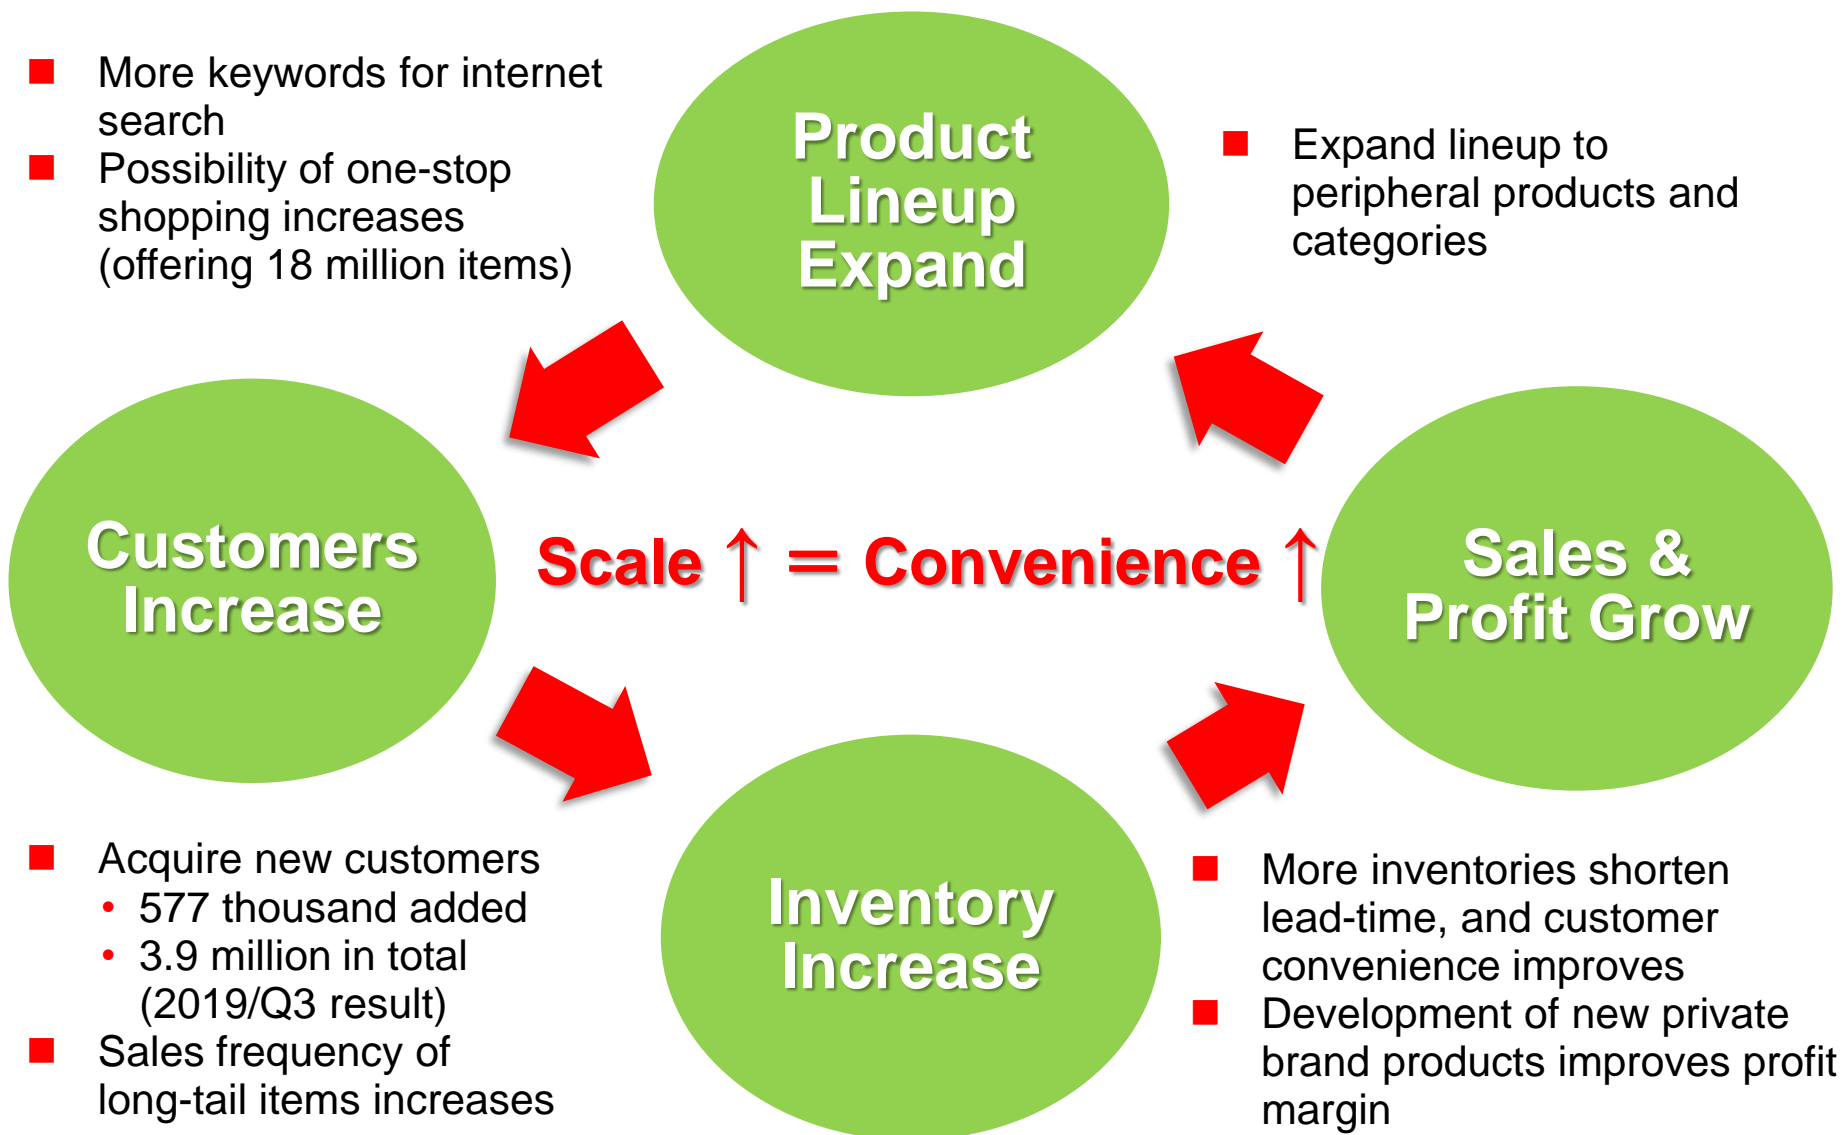 ■ More keywords for internet
search
■ Possibility of one-stop
shopping increases
(offering 18 million items)
Product
Lineup
Expand
■ Expand lineup to
peripheral products and
categories
Customers
Increase
Scale ↑ = Convenience ↑
Sales &
Profit Grow
■ Acquire new customers
• 577 thousand added
• 3.9 million in total
(2019/Q3 result)
■ Sales frequency of
long-tail items increases
Inventory
Increase
■ More inventories shorten
lead-time, and customer
convenience improves
■ Development of new private
brand products improves profit
margin